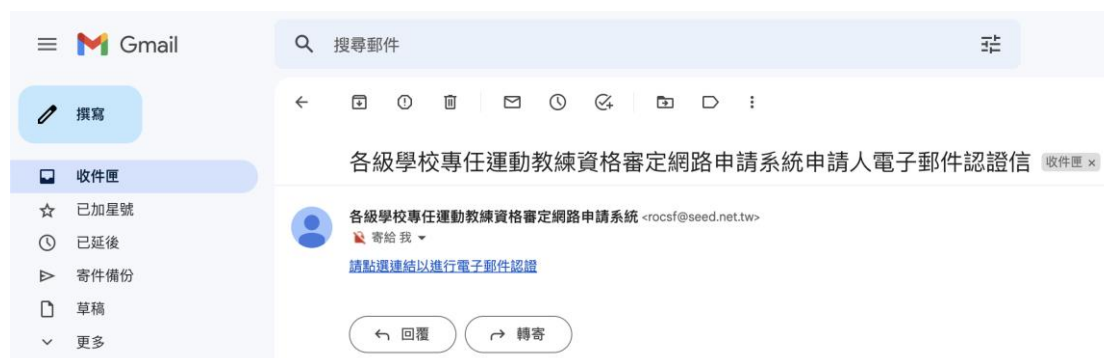 Gmail
搜尋郵件
撰寫
收件匣
已加星號
已延後
寄件備份
草稿
更多
各級學校專任運動教練資格審定網路申請系統申請人電子郵件認證信 收件匣 ×
各級學校專任運動教練資格審定網路申請系統 <rocsf@seed.net.tw>
寄給 我
請點選連結以進行電子郵件認證
回覆 轉寄